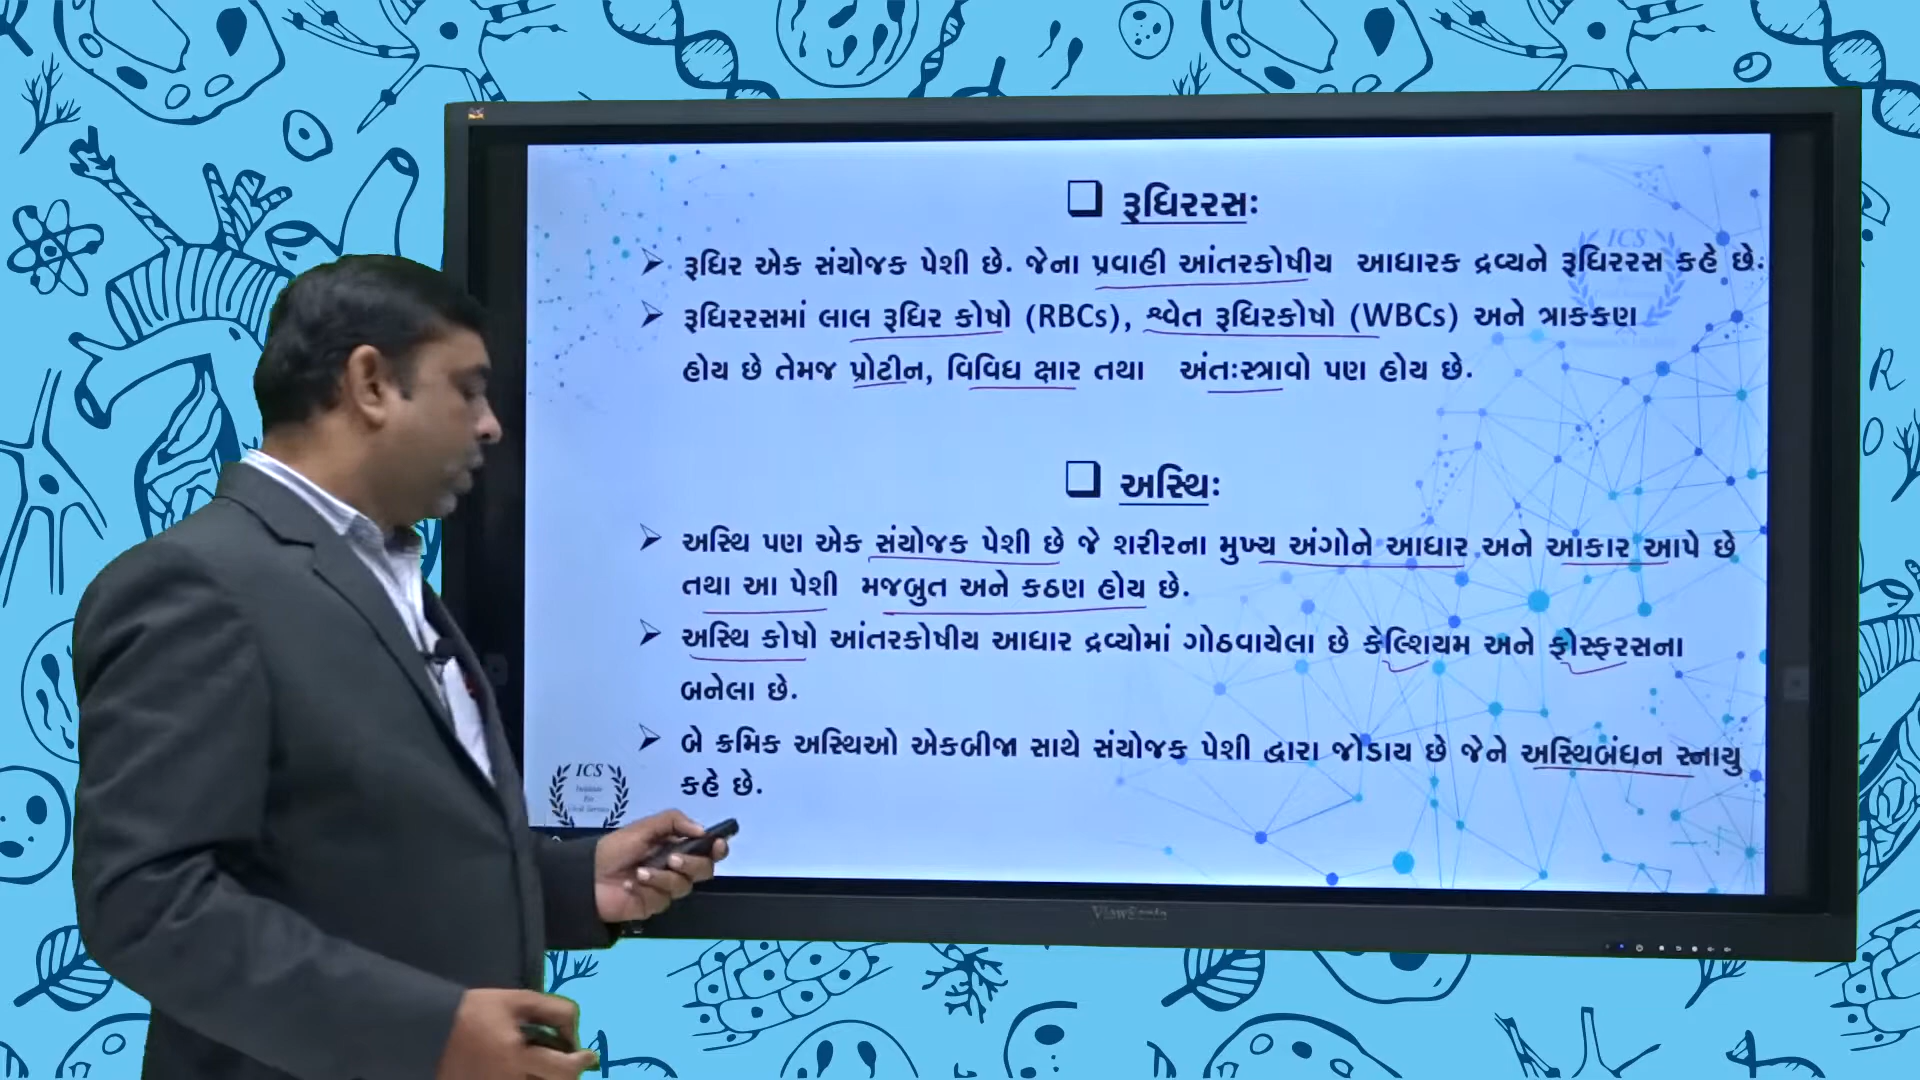 ❑ રૂધિરરસઃ
➢ રૂધિર એક સંયોજક પેશી છે. જેના પ્રવાહી આંતરકોષીય આધારક દ્રવ્યને રૂધિરરસ કહે છે.
➢ રૂધિરરસમાં લાલ રૂધિર કોષો (RBCs), શ્વેત રૂધિરકોષો (WBCs) અને ત્રાકકણ
હોય છે તેમજ પ્રોટીન, વિવિધ ક્ષાર તથા અંતઃસ્ત્રાવો પણ હોય છે.
❑ અસ્થિઃ
➢ અસ્થિ પણ એક સંયોજક પેશી છે જે શરીરના મુખ્ય અંગોને આધાર અને આકાર આપે છે
તથા આ પેશી મજબુત અને કઠણ હોય છે.
➢ અસ્થિ કોષો આંતરકોષીય આધાર દ્રવ્યોમાં ગોઠવાયેલા છે કેલ્શિયમ અને ફોસ્ફરસના
બનેલા છે.
➢ બે ક્રમિક અસ્થિઓ એકબીજા સાથે સંયોજક પેશી દ્વારા જોડાય છે જેને અસ્થિબંધન સ્નાયુ
કહે છે.
ICS
ICS
ViewSonic
R